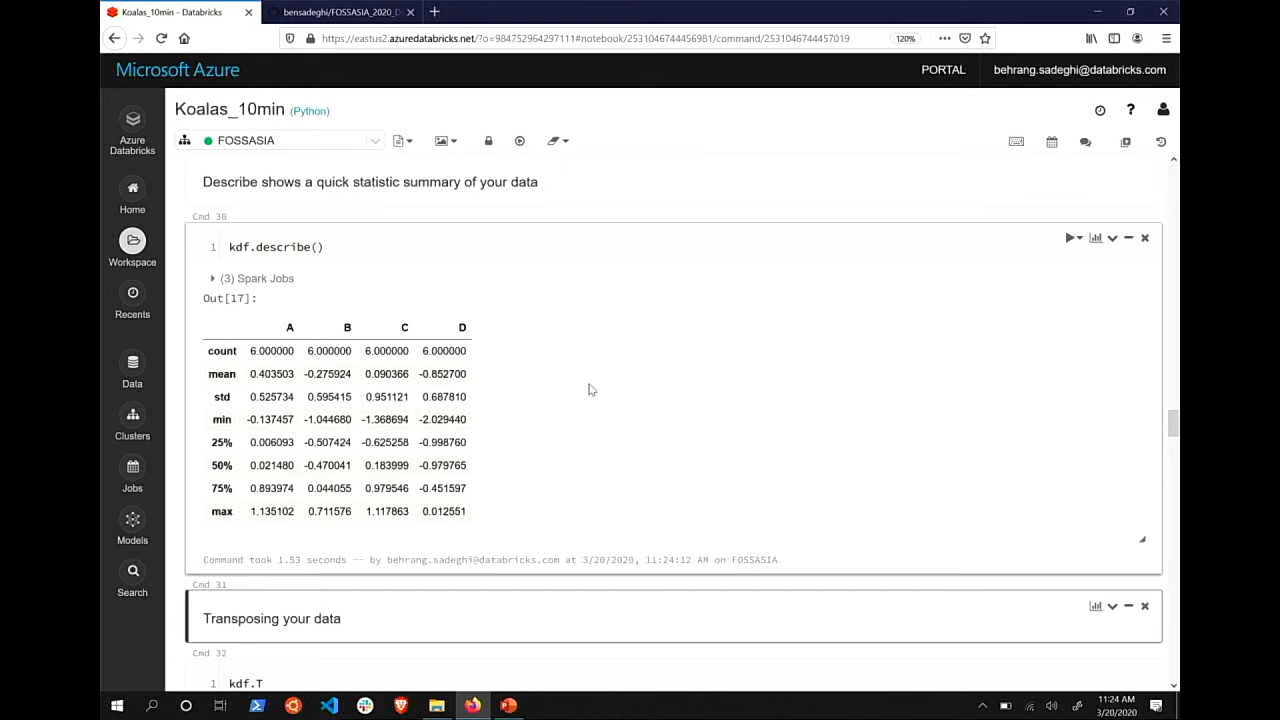 Koalas_10min - Databricks
bensadeghi/FOSSASIA_2020_D
https://eastus2.azuredatabricks.net/?o=984752964297111#notebook/2531046744456981/command/2531046744457019
120%
Microsoft Azure
PORTAL
behrang.sadeghi@databricks.com
Koalas_10min (Python)
FOSSASIA
Azure
Databricks
Home
Workspace
Recents
Data
Clusters
Jobs
Models
Search
Describe shows a quick statistic summary of your data
Cmd 30
1 kdf.describe()
(3) Spark Jobs
Out[17]:
A B C D
count 6.000000 6.000000 6.000000 6.000000
mean 0.403503 -0.275924 0.090366 -0.852700
std 0.525734 0.595415 0.951121 0.687810
min -0.137457 -1.044680 -1.368694 -2.029440
25% 0.006093 -0.507424 -0.625258 -0.998760
50% 0.021480 -0.470041 0.183999 -0.979765
75% 0.893974 0.044055 0.979546 -0.451597
max 1.135102 0.711576 1.117863 0.012551
Command took 1.53 seconds -- by behrang.sadeghi@databricks.com at 3/20/2020, 11:24:12 AM on FOSSASIA
Cmd 31
Transposing your data
Cmd 32
1 kdf.T
11:24 AM
3/20/2020